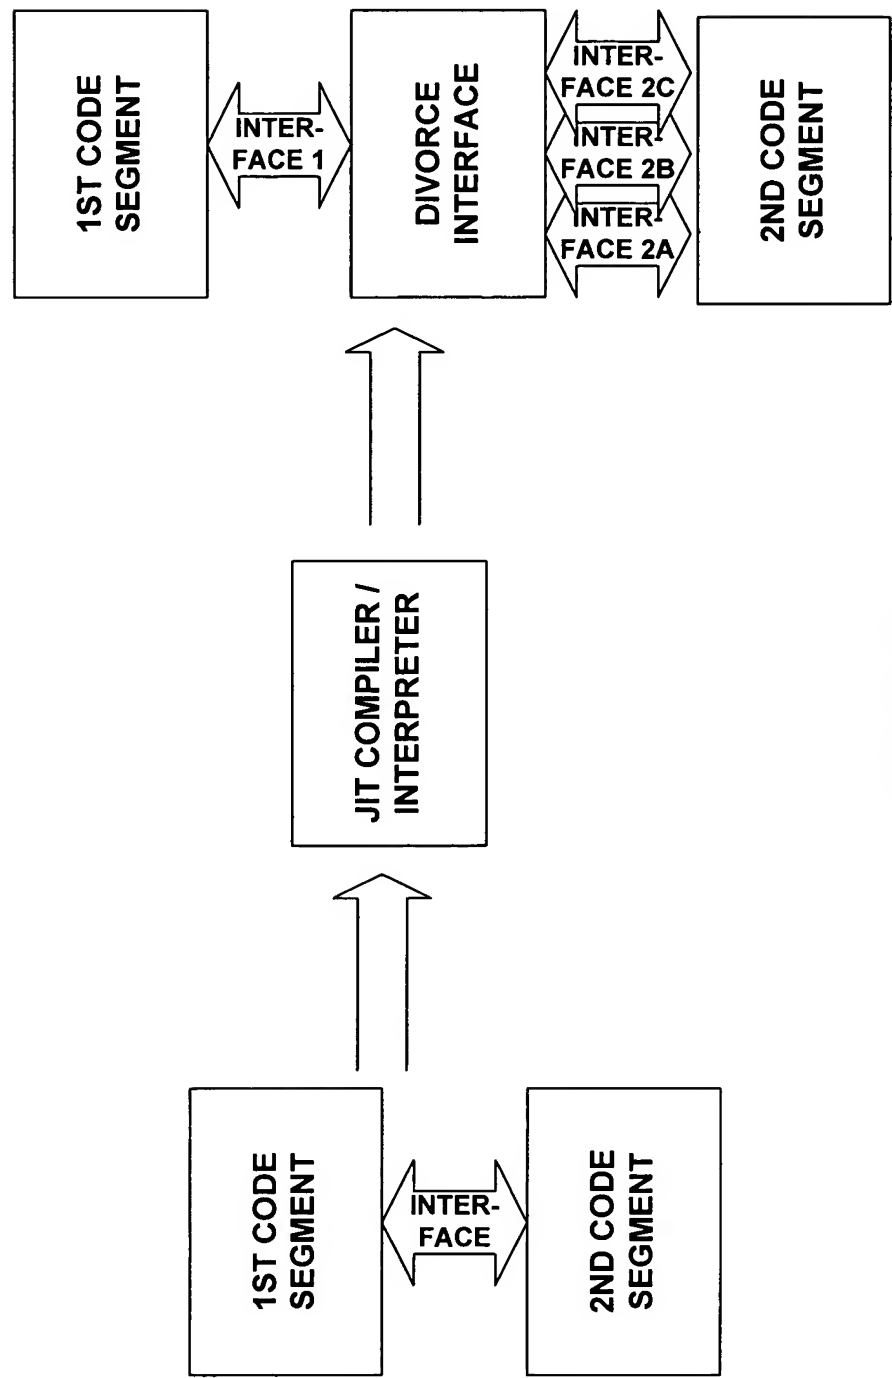 1ST CODE
SEGMENT
INTER-
FACE 1
DIVORCE
INTERFACE
INTER-
FACE 2C
INTER-
FACE 2B
INTER-
FACE 2A
2ND CODE
SEGMENT
JIT COMPILER /
INTERPRETER
1ST CODE
SEGMENT
INTER-
FACE
2ND CODE
SEGMENT